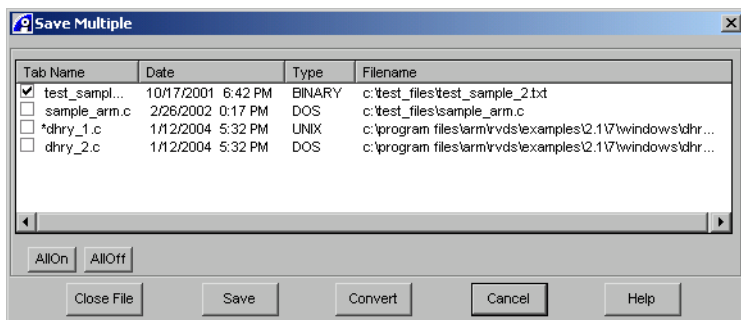 Save Multiple
Tab Name Date Type Filename
test_sampl... 10/17/2001 6:42 PM BINARY c:\test_files\test_sample_2.txt
sample_arm.c 2/26/2002 0:17 PM DOS c:\test_files\sample_arm.c
*dhry_1.c 1/12/2004 5:32 PM UNIX c:\program files\arm\rvds\examples\2.1\7\windows\dhr...
dhry_2.c 1/12/2004 5:32 PM DOS c:\program files\arm\rvds\examples\2.1\7\windows\dhr...
AllOn AllOff
Close File Save Convert Cancel Help